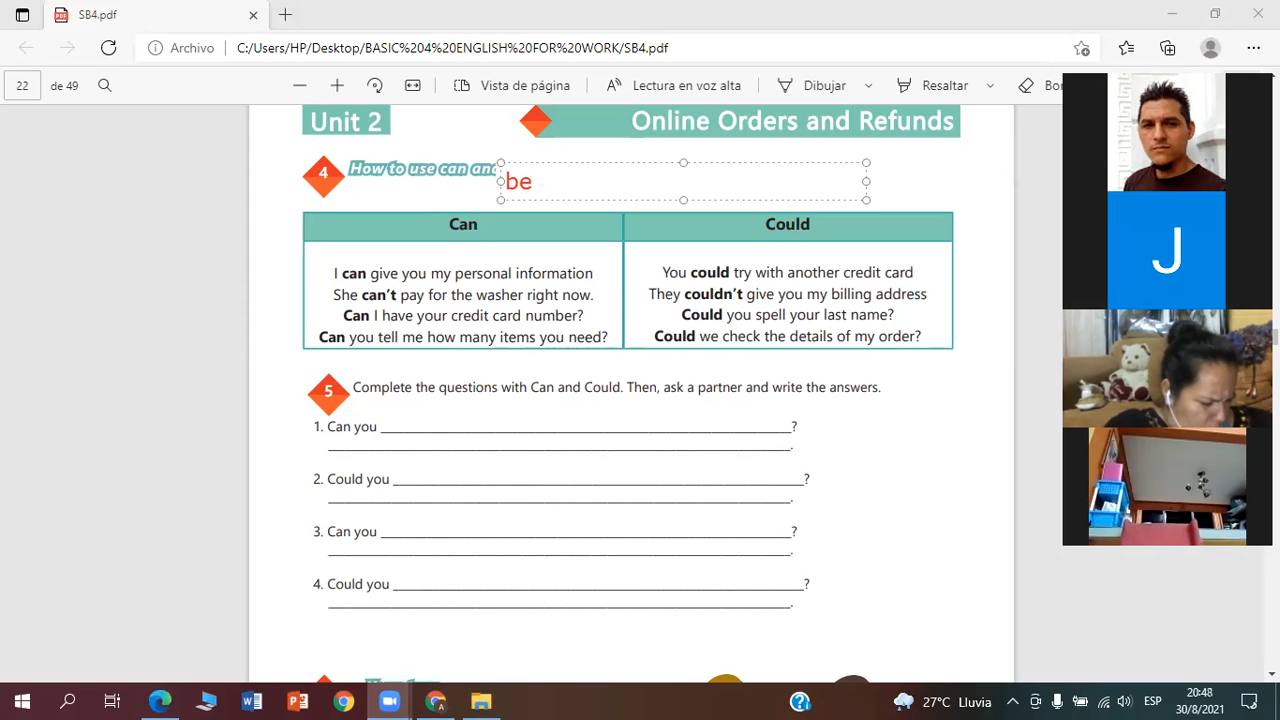 SB4.pdf
Archivo C:/Users/HP/Desktop/BASIC%204%20ENGLISH%20FOR%20WORK/SB4.pdf
22 de 49 Vista de página Lectura en voz alta Dibujar Resaltar Bor
Unit 2 Online Orders and Refunds
4 How to use can and
be
Can Could
I can give you my personal information
She can't pay for the washer right now.
Can I have your credit card number?
Can you tell me how many items you need?
You could try with another credit card
They couldn't give you my billing address
Could you spell your last name?
Could we check the details of my order?
5 Complete the questions with Can and Could. Then, ask a partner and write the answers.
1. Can you ?
.
2. Could you ?
.
3. Can you ?
.
4. Could you ?
.
J
27°C Lluvia ESP 20:48
30/8/2021